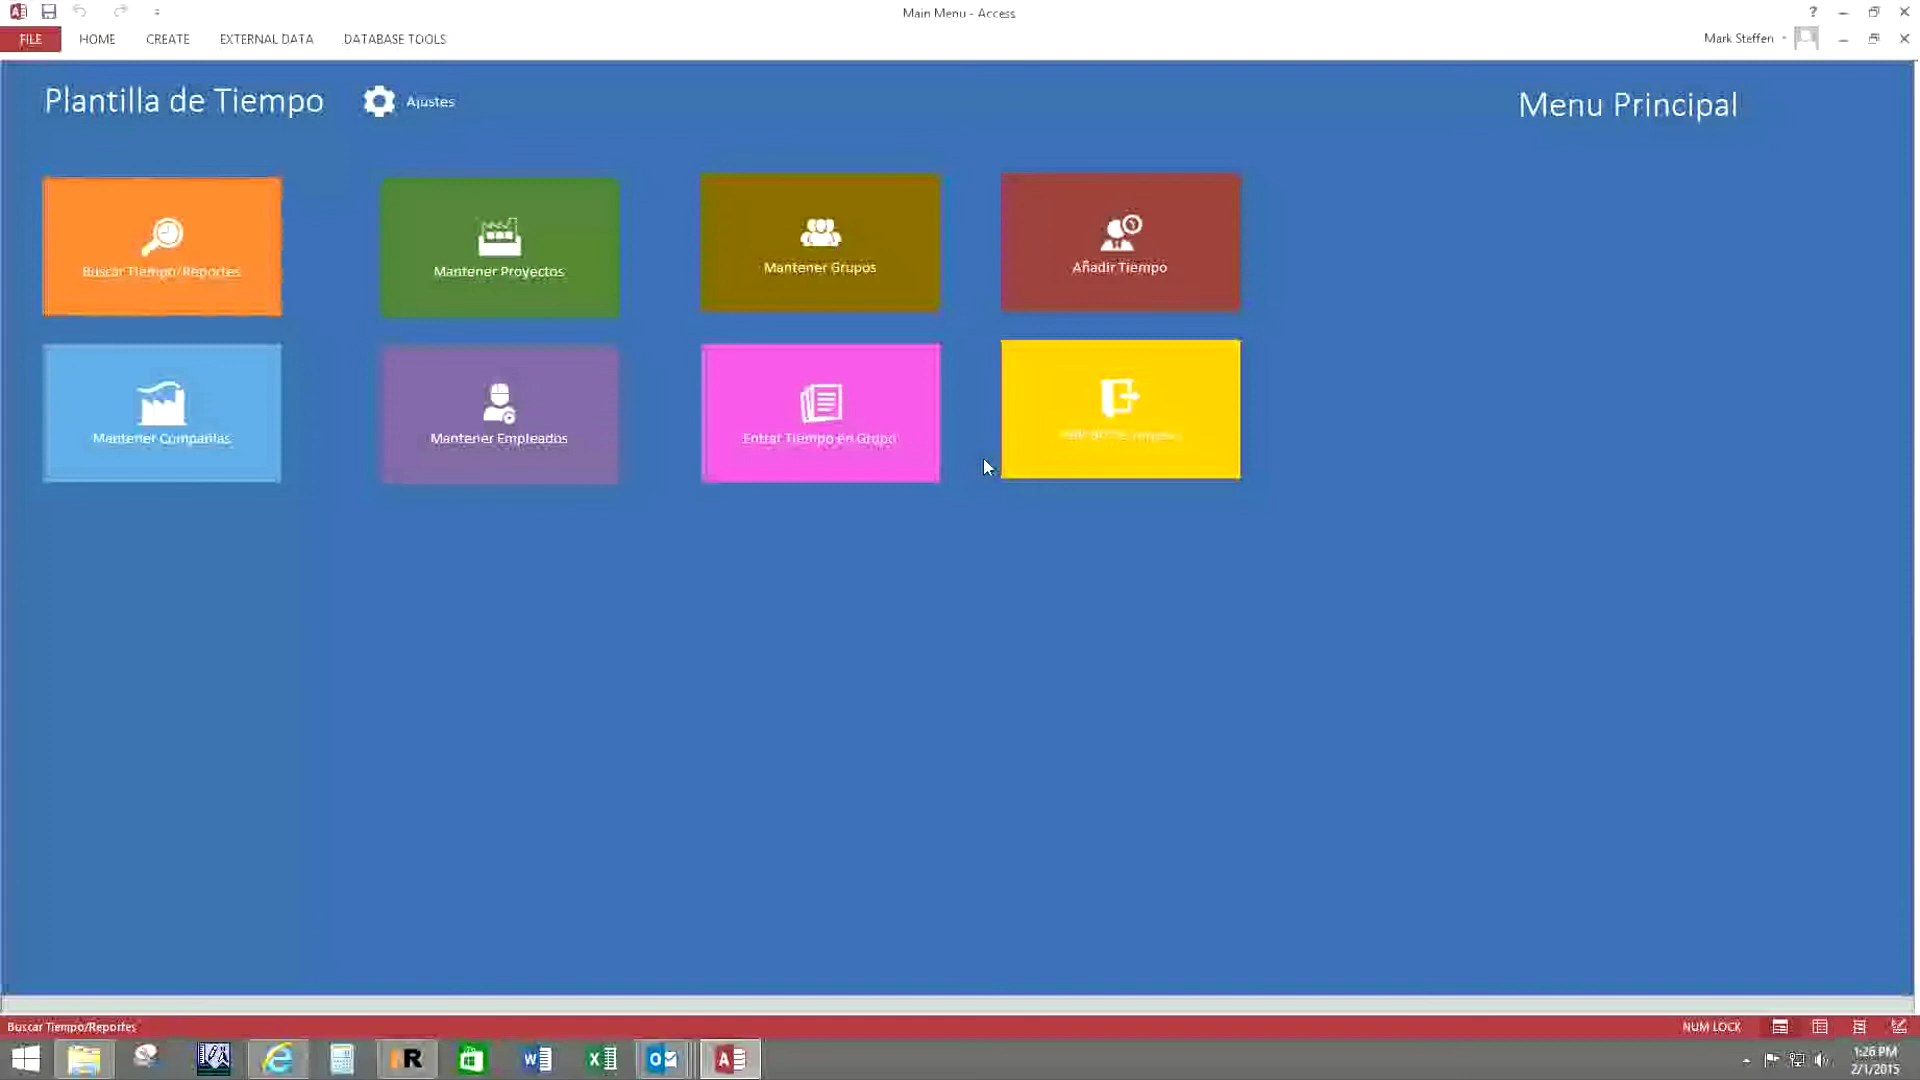 Main Menu - Access
FILE HOME CREATE EXTERNAL DATA DATABASE TOOLS
Mark Steffen
Plantilla de Tiempo
Ajustes
Menu Principal
Buscar Tiempo/Reportes
Mantener Proyectos
Mantener Grupos
Añadir Tiempo
Mantener Companias
Mantener Empleados
Entrar Tiempo en Grupo
Buscar Tiempo/Reportes
NUM LOCK
1:26 PM
2/1/2015